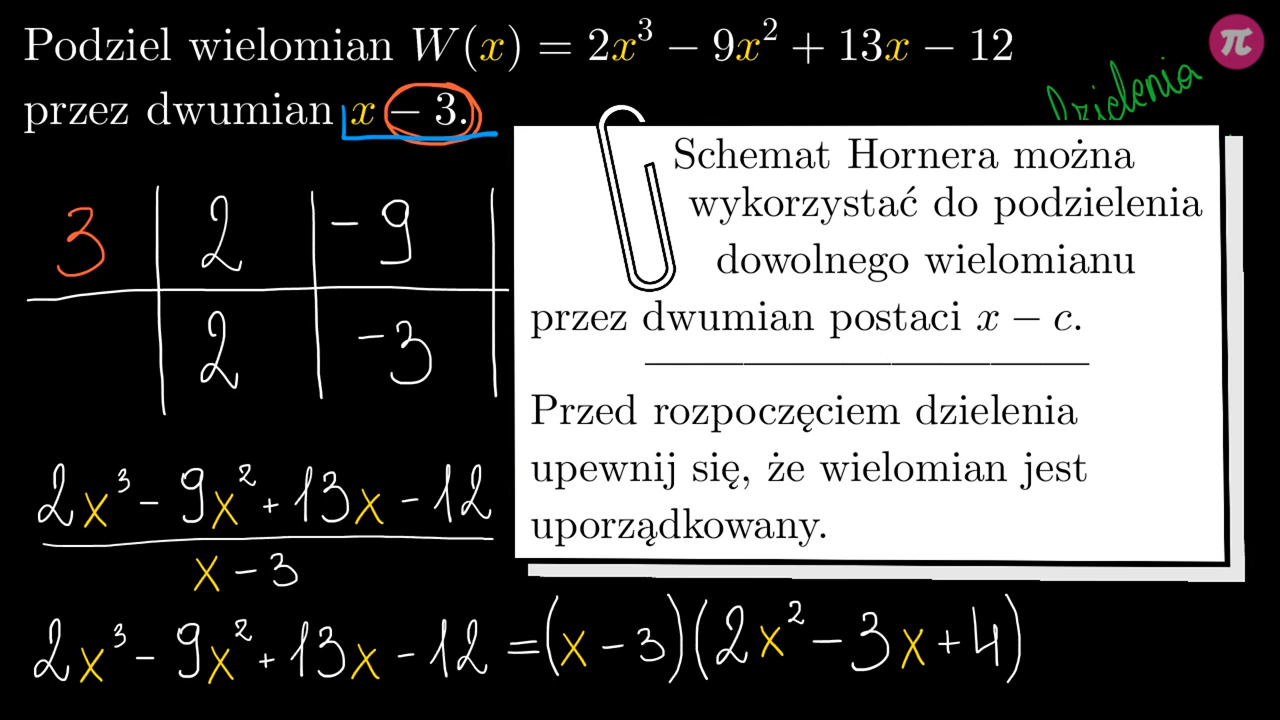 Podziel wielomian W(x) = 2x³ − 9x² + 13x − 12
π
przez dwumian x − 3.
Dzielenia
Schemat Hornera można
wykorzystać do podzielenia
dowolnego wielomianu
przez dwumian postaci x − c.
Przed rozpoczęciem dzielenia
upewnij się, że wielomian jest
uporządkowany.
3 2 −9
2 −3
2x³ − 9x² + 13x − 12
x − 3
2x³ − 9x² + 13x − 12 = (x − 3)(2x² − 3x + 4)